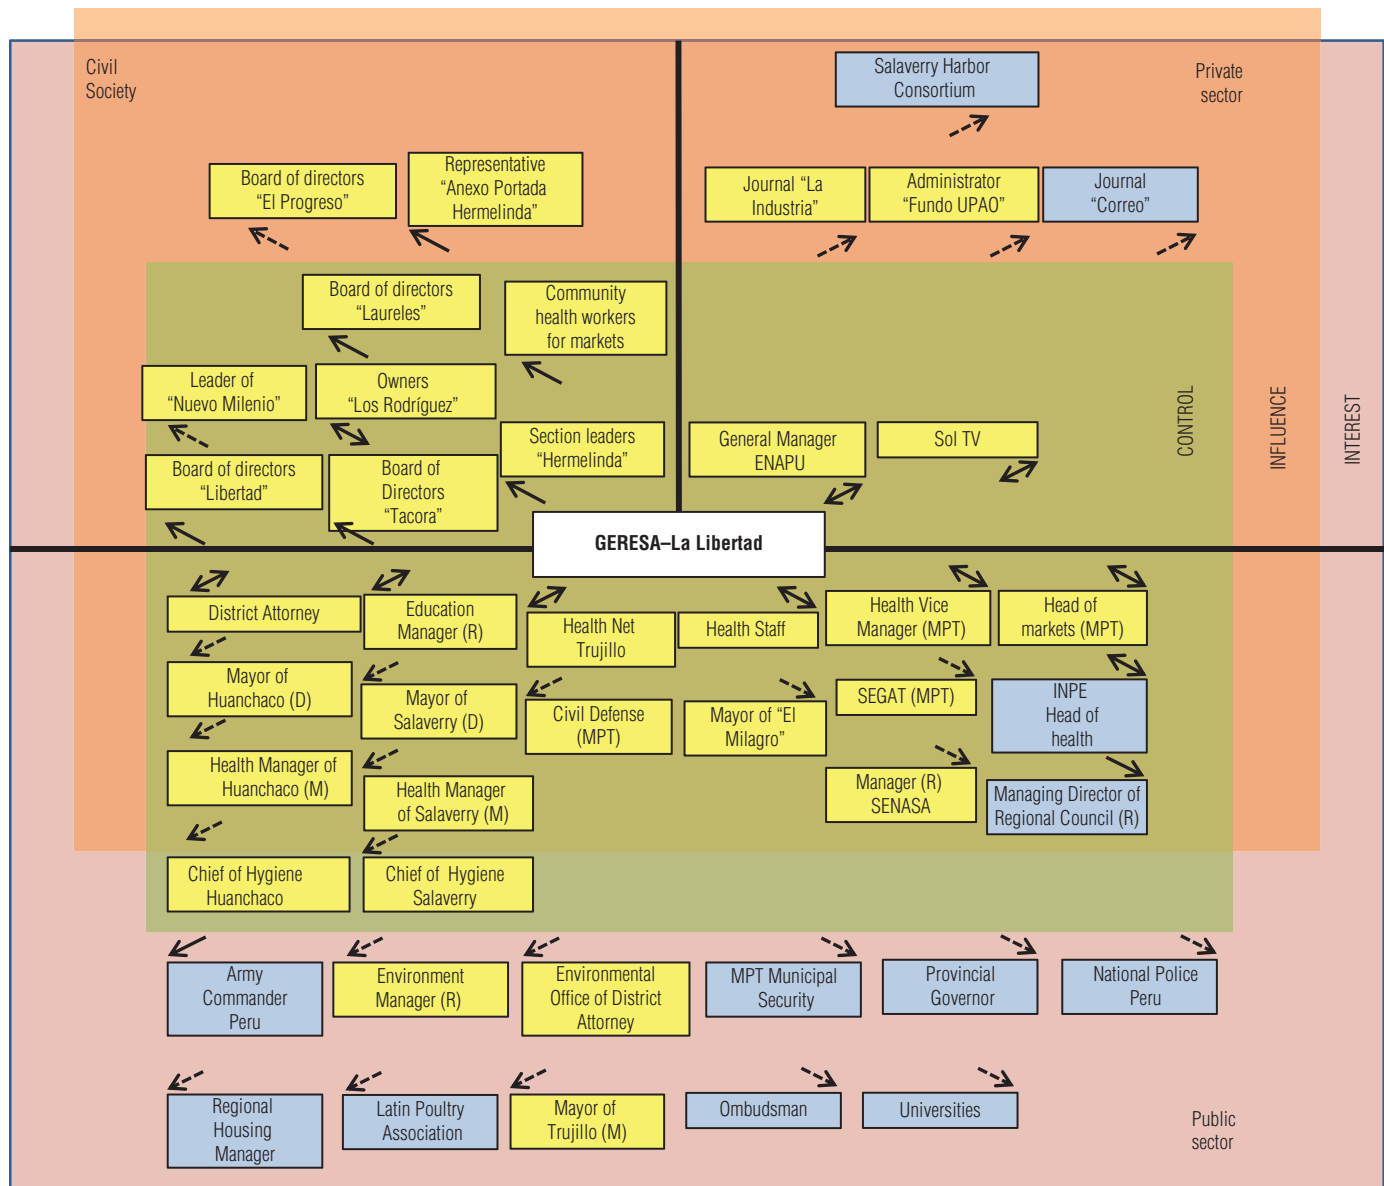 Civil
Society
Salaverry Harbor
Consortium
Private
sector
Board of directors
“El Progreso”
Representative
“Anexo Portada
Hermelinda”
Journal “La
Industria”
Administrator
“Fundo UPAO”
Journal
“Correo”
Board of directors
“Laureles”
Community
health workers
for markets
Leader of
“Nuevo Milenio”
Owners
“Los Rodríguez”
Section leaders
“Hermelinda”
General Manager
ENAPU
Sol TV
CONTROL
INFLUENCE
INTEREST
Board of directors
“Libertad”
Board of
Directors
“Tacora”
GERESA–La Libertad
District Attorney
Education
Manager (R)
Health Net
Trujillo
Health Staff
Health Vice
Manager (MPT)
Head of
markets (MPT)
Mayor of
Huanchaco (D)
Mayor of
Salaverry (D)
Civil Defense
(MPT)
Mayor of “El
Milagro”
SEGAT (MPT)
INPE
Head of
health
Health Manager of
Huanchaco (M)
Health Manager
of Salaverry (M)
Manager (R)
SENASA
Managing Director of
Regional Council (R)
Chief of Hygiene
Huanchaco
Chief of Hygiene
Salaverry
Army
Commander
Peru
Environment
Manager (R)
Environmental
Office of District
Attorney
MPT Municipal
Security
Provincial
Governor
National Police
Peru
Regional
Housing
Manager
Latin Poultry
Association
Mayor of
Trujillo (M)
Ombudsman
Universities
Public
sector